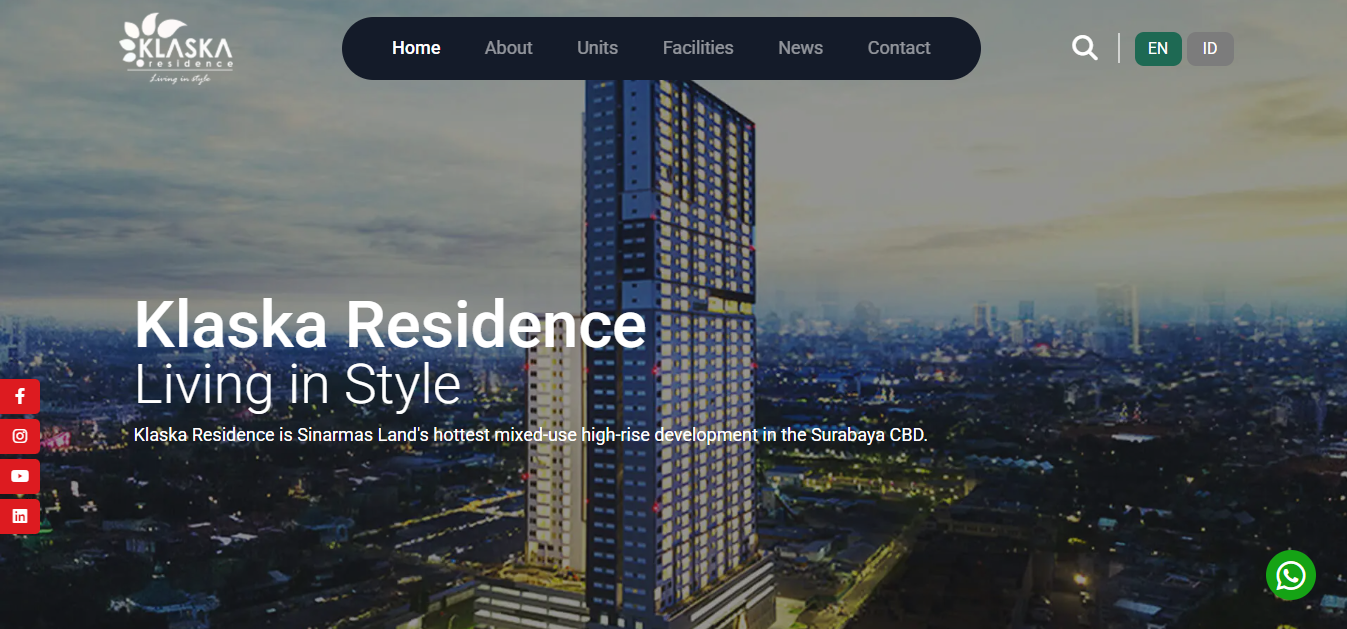 KLASKA
residence
Living in style
Home
About
Units
Facilities
News
Contact
EN
ID
Klaska Residence
Living in Style
Klaska Residence is Sinarmas Land's hottest mixed-use high-rise development in the Surabaya CBD.